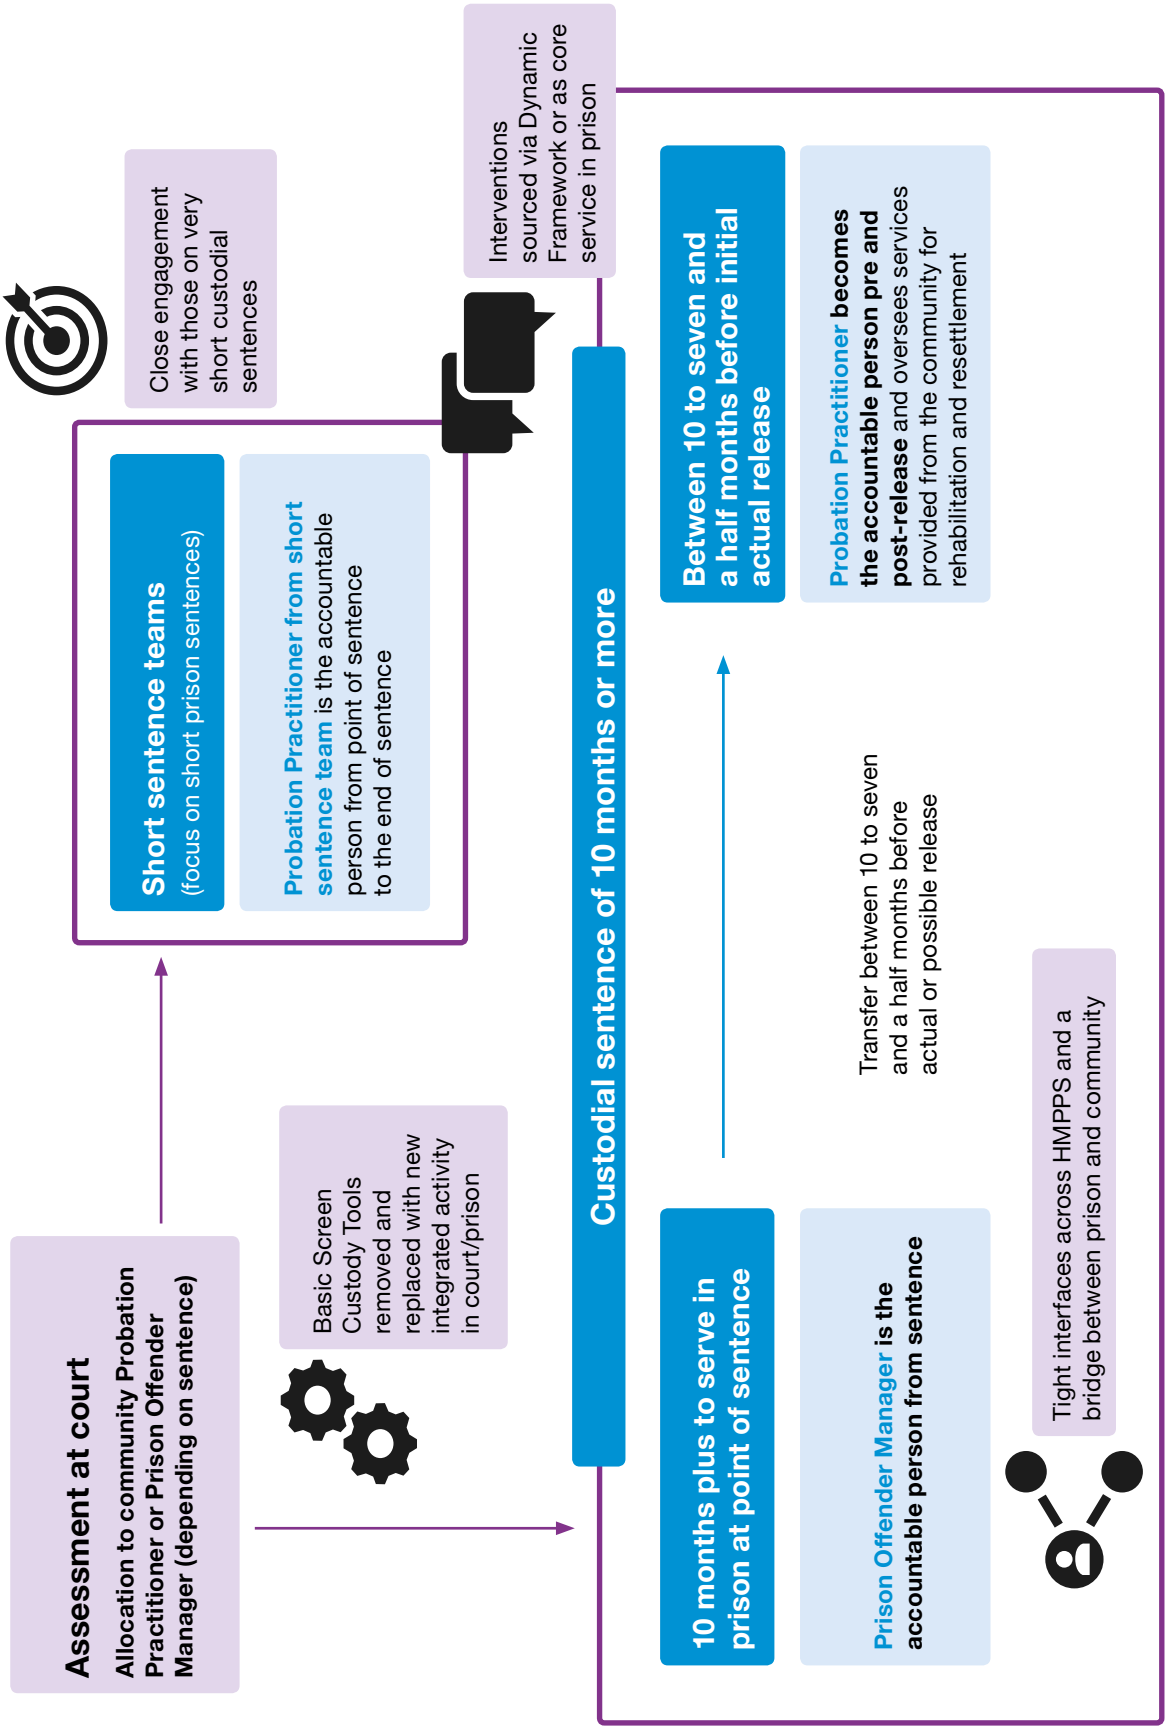 Assessment at court
Allocation to community Probation
Practitioner or Prison Offender
Manager (depending on sentence)
Short sentence teams
(focus on short prison sentences)
Probation Practitioner from short
sentence team is the accountable
person from point of sentence
to the end of sentence
Close engagement
with those on very
short custodial
sentences
Basic Screen
Custody Tools
removed and
replaced with new
integrated activity
in court/prison
Interventions
sourced via Dynamic
Framework or as core
service in prison
Custodial sentence of 10 months or more
10 months plus to serve in
prison at point of sentence
Prison Offender Manager is the
accountable person from sentence
Transfer between 10 to seven
and a half months before
actual or possible release
Between 10 to seven and
a half months before initial
actual release
Probation Practitioner becomes
the accountable person pre and
post-release and oversees services
provided from the community for
rehabilitation and resettlement
Tight interfaces across HMPPS and a
bridge between prison and community